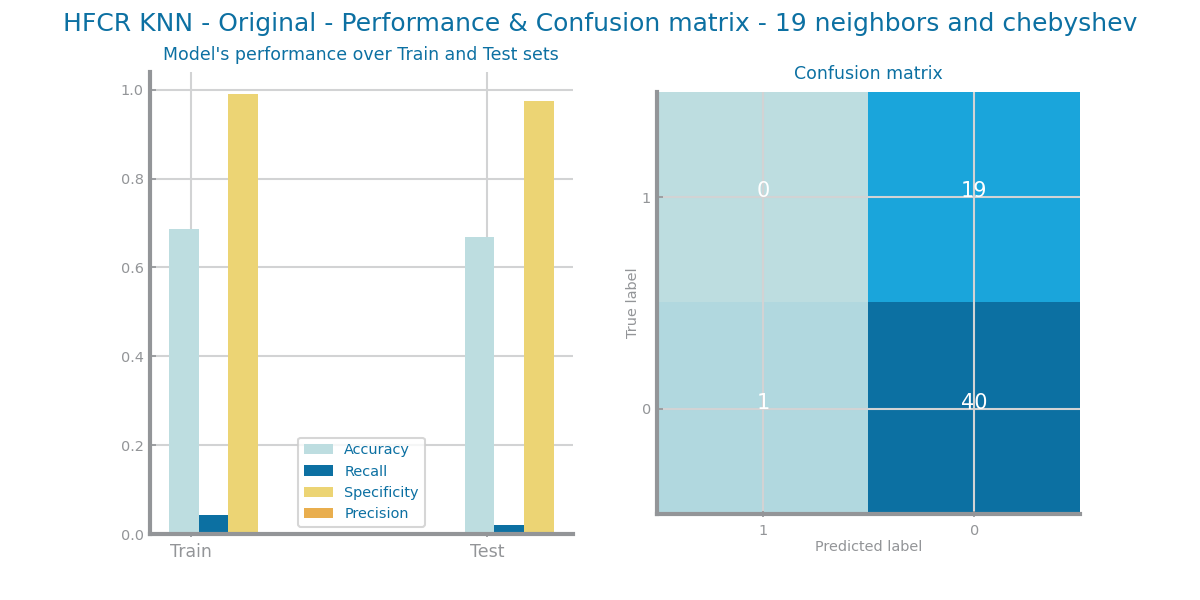 HFCR KNN - Original - Performance & Confusion matrix - 19 neighbors and chebyshev
Model's performance over Train and Test sets
1.0
0.8
0.6
0.4
0.2
0.0
Accuracy
Recall
Specificity
Precision
Train
Test
Confusion matrix
True label
1
0
0
19
1
40
1
0
Predicted label